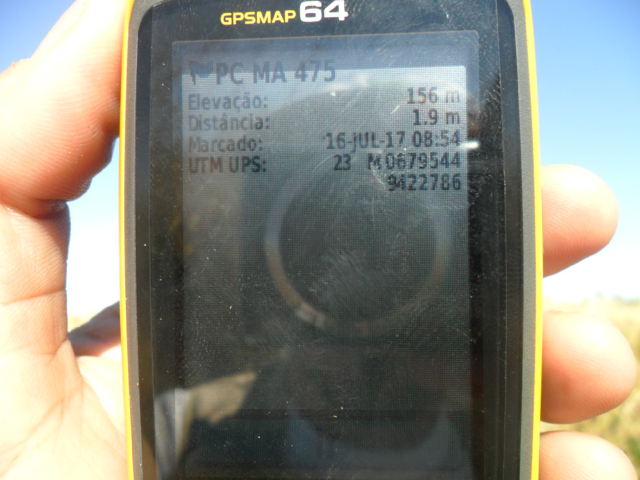 GPSMAP 64
PC MA 475
Elevação: 156 m
Distância: 1.9 m
Marcado: 16-JUL-17 08:54
UTM UPS: 23 M 0679544
9422786